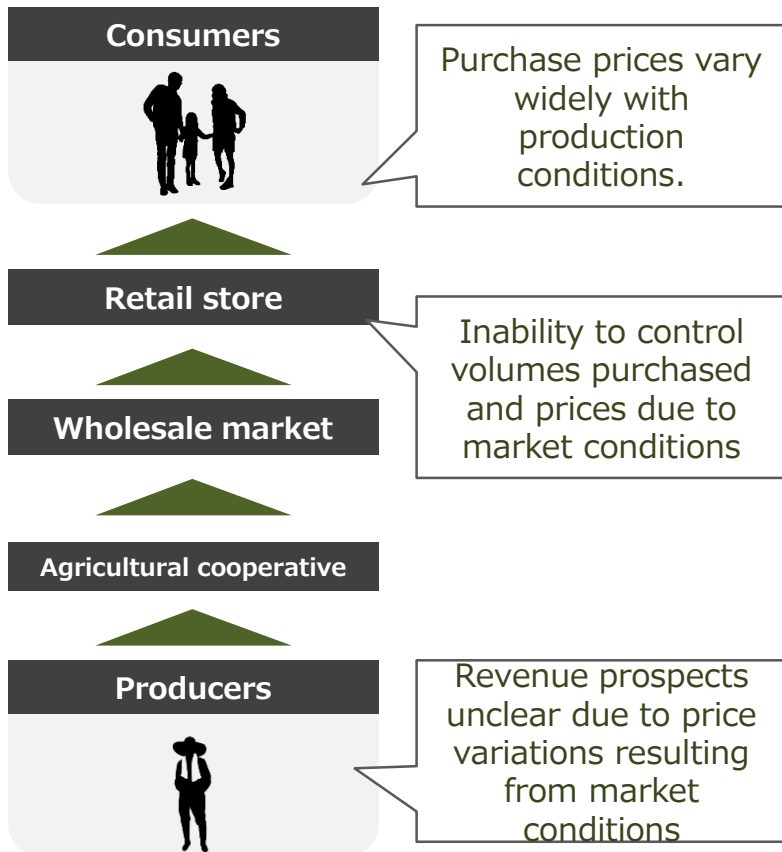 Consumers
Purchase prices vary
widely with
production
conditions.
Retail store
Inability to control
volumes purchased
and prices due to
market conditions
Wholesale market
Agricultural cooperative
Producers
Revenue prospects
unclear due to price
variations resulting
from market
conditions